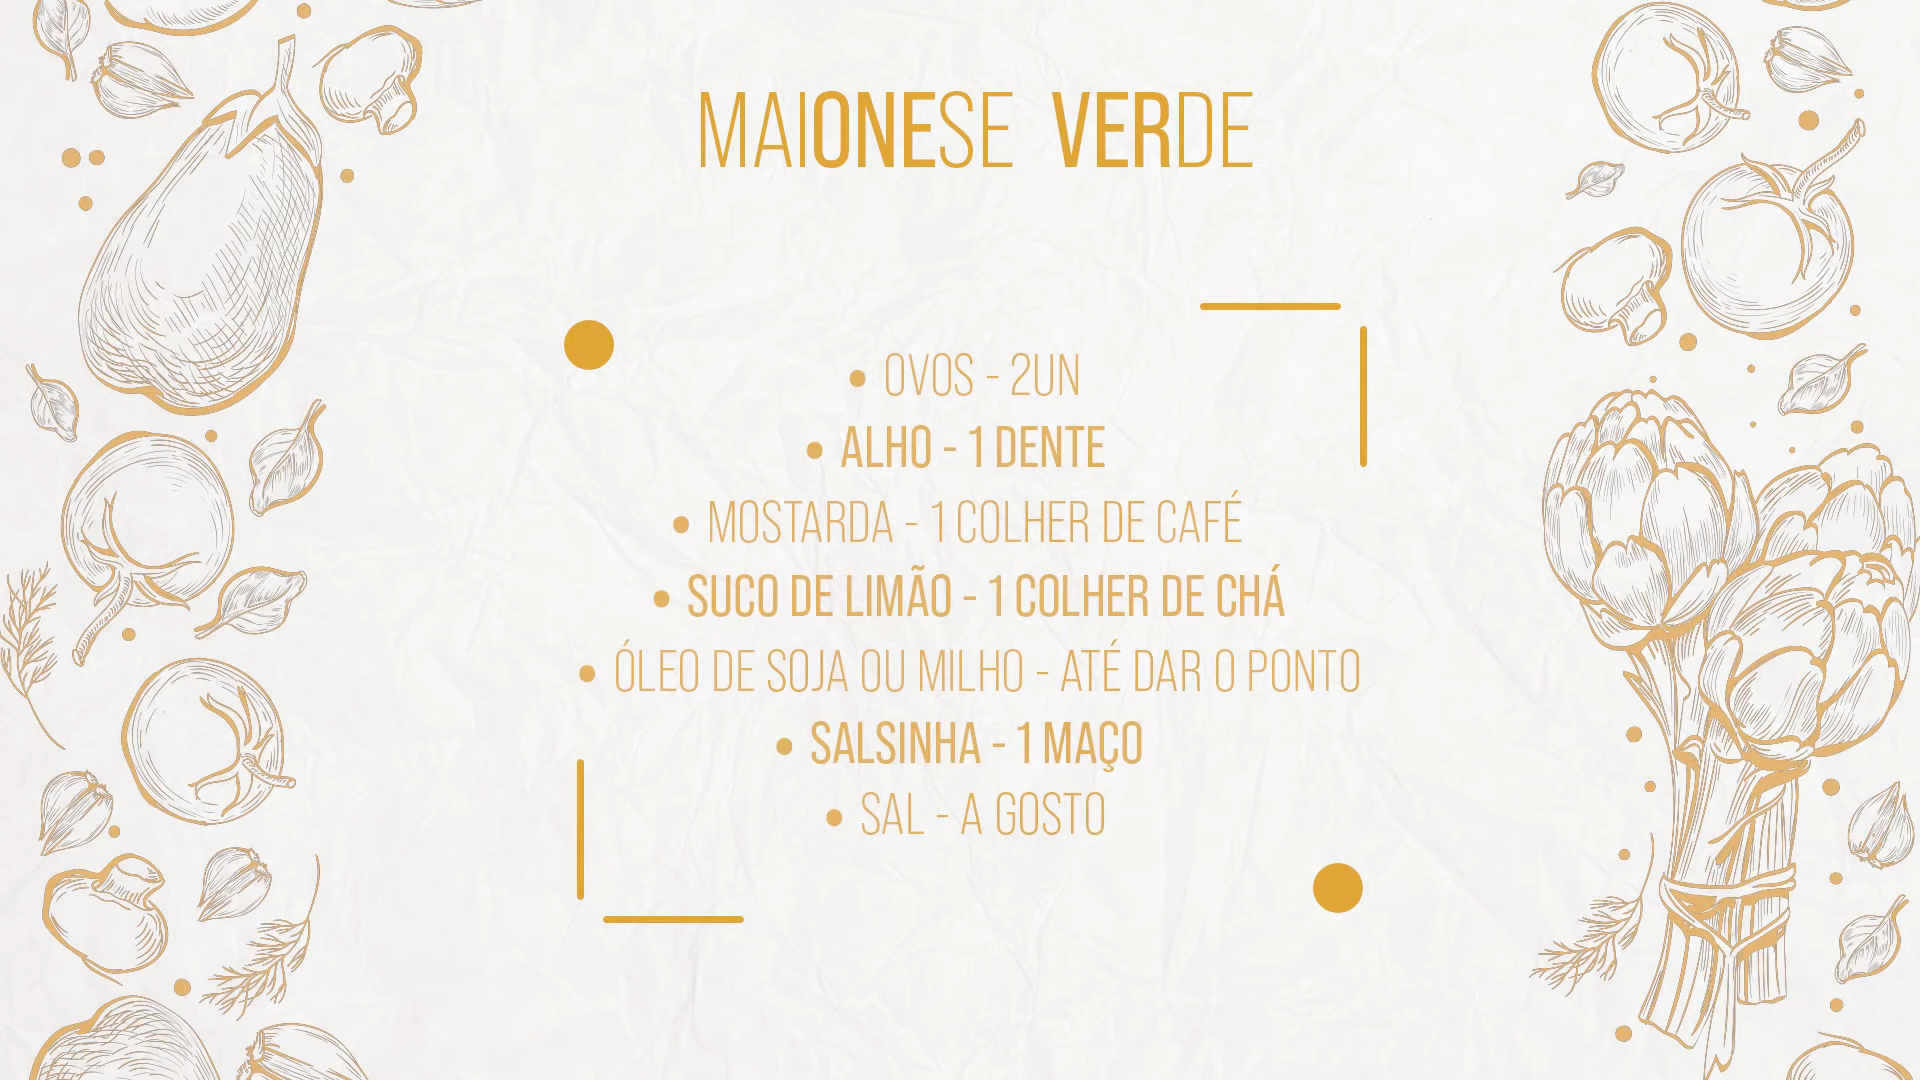 MAIONESE VERDE
• OVOS - 2UN
• ALHO - 1 DENTE
• MOSTARDA - 1 COLHER DE CAFÉ
• SUCO DE LIMÃO - 1 COLHER DE CHÁ
• ÓLEO DE SOJA OU MILHO - ATÉ DAR O PONTO
• SALSINHA - 1 MAÇO
• SAL - A GOSTO